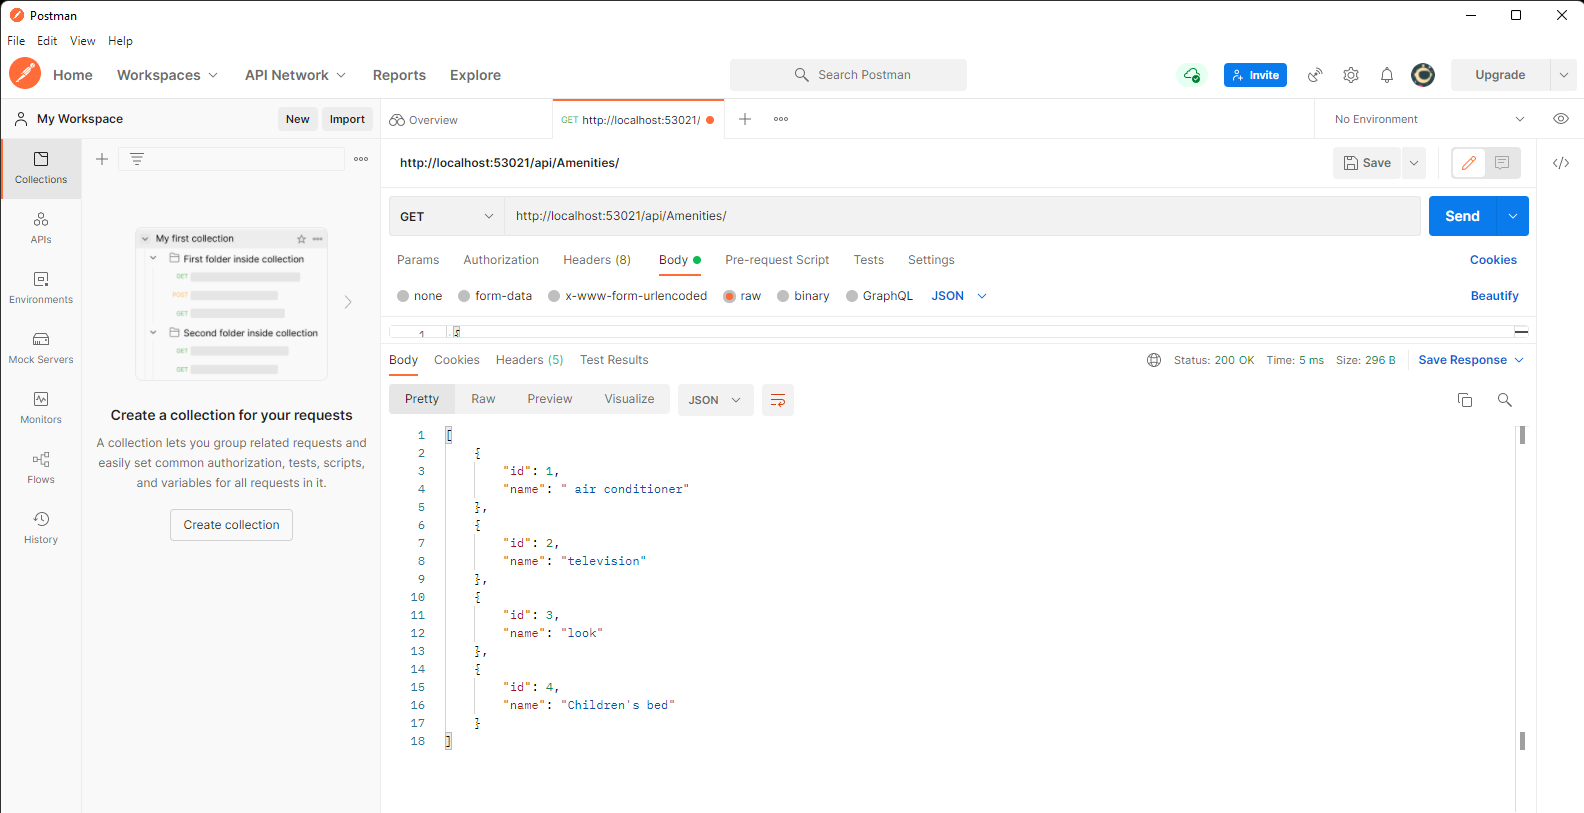 Postman
File Edit View Help
Home Workspaces API Network Reports Explore Search Postman Invite Upgrade
My Workspace New Import Overview GET http://localhost:53021/ No Environment
Collections
APIs
Environments
Mock Servers
Monitors
Flows
History
My first collection
First folder inside collection
GET
POST
GET
Second folder inside collection
GET
GET
Create a collection for your requests
A collection lets you group related requests and
easily set common authorization, tests, scripts,
and variables for all requests in it.
Create collection
http://localhost:53021/api/Amenities/ Save </>
GET http://localhost:53021/api/Amenities/ Send
Params Authorization Headers (8) Body Pre-request Script Tests Settings Cookies
none form-data x-www-form-urlencoded raw binary GraphQL JSON Beautify
1 {
Body Cookies Headers (5) Test Results Status: 200 OK Time: 5 ms Size: 296 B Save Response
Pretty Raw Preview Visualize JSON
1 [
2 {
3 "id": 1,
4 "name": " air conditioner"
5 },
6 {
7 "id": 2,
8 "name": "television"
9 },
10 {
11 "id": 3,
12 "name": "look"
13 },
14 {
15 "id": 4,
16 "name": "Children's bed"
17 }
18 ]